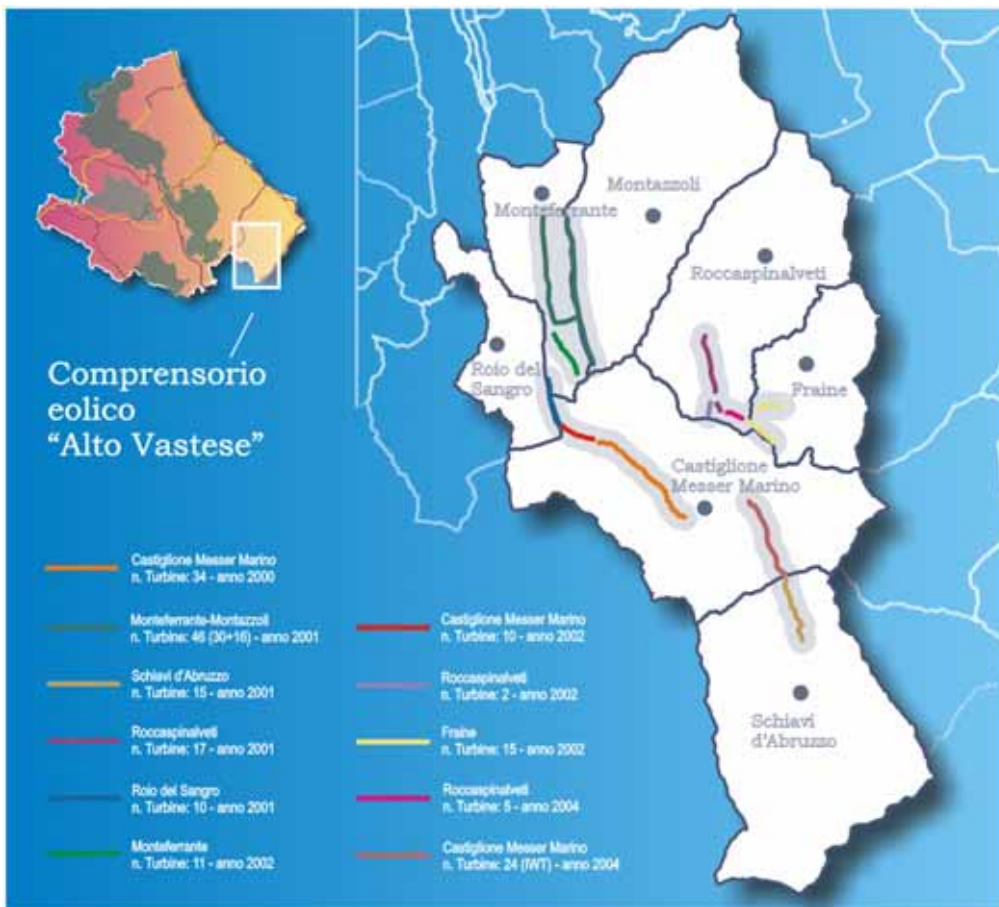 Comprensorio
eolico
“Alto Vastese”
Monteferrante
Montazzoli
Roccaspinalveti
Roio del
Sangro
Fraine
Castiglione
Messer Marino
Schiavi
d'Abruzzo
Castiglione Messer Marino
n. Turbine: 34 - anno 2000
Monteferrante-Montazzoli
n. Turbine: 46 (30+16) - anno 2001
Schiavi d'Abruzzo
n. Turbine: 15 - anno 2001
Roccaspinalveti
n. Turbine: 17 - anno 2001
Roio del Sangro
n. Turbine: 10 - anno 2001
Monteferrante
n. Turbine: 11 - anno 2002
Castiglione Messer Marino
n. Turbine: 10 - anno 2002
Roccaspinalveti
n. Turbine: 2 - anno 2002
Fraine
n. Turbine: 15 - anno 2002
Roccaspinalveti
n. Turbine: 5 - anno 2004
Castiglione Messer Marino
n. Turbine: 24 (IWT) - anno 2004